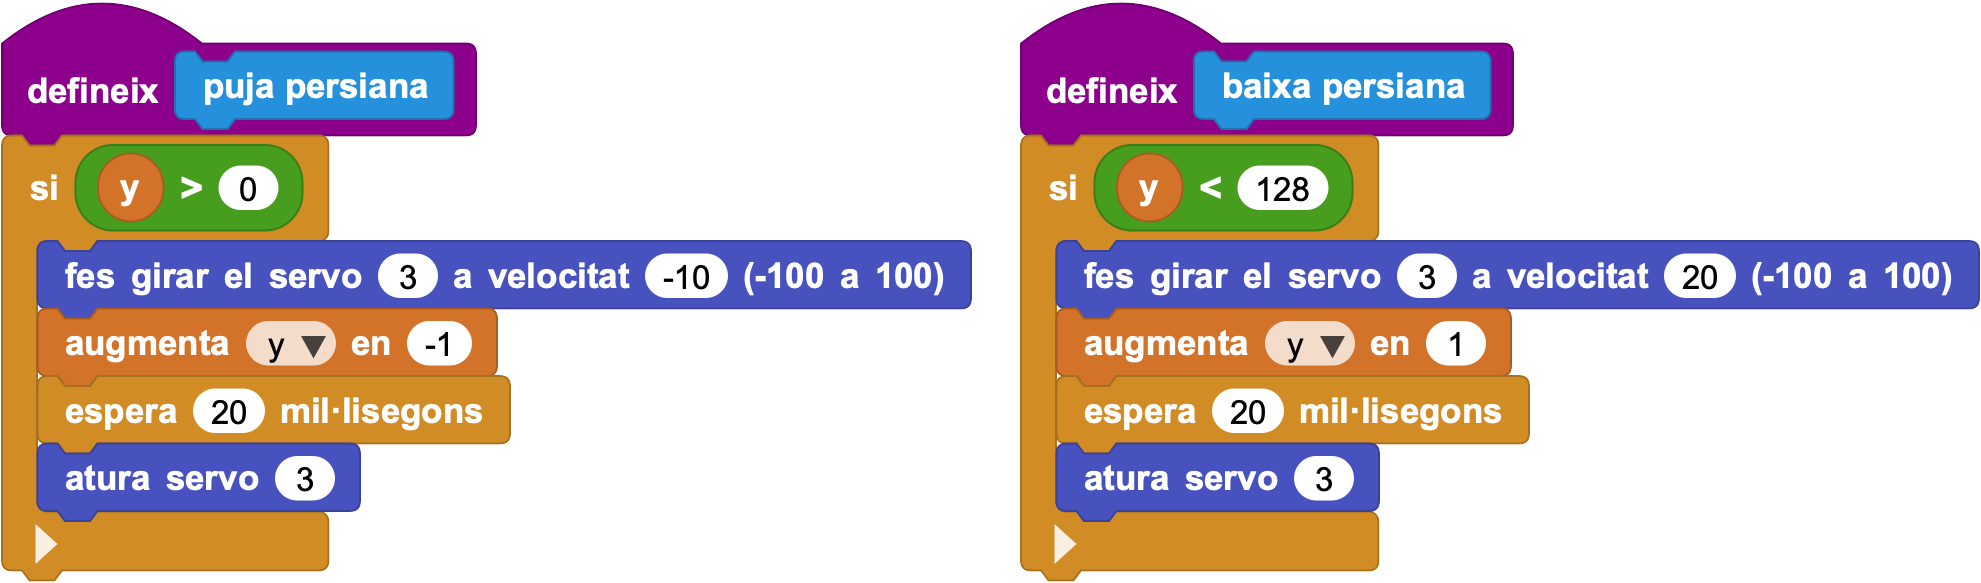 defineix puja persiana
si y > 0
fes girar el servo 3 a velocitat -10 (-100 a 100)
augmenta y ▼ en -1
espera 20 mil·lisegons
atura servo 3
defineix baixa persiana
si y < 128
fes girar el servo 3 a velocitat 20 (-100 a 100)
augmenta y ▼ en 1
espera 20 mil·lisegons
atura servo 3